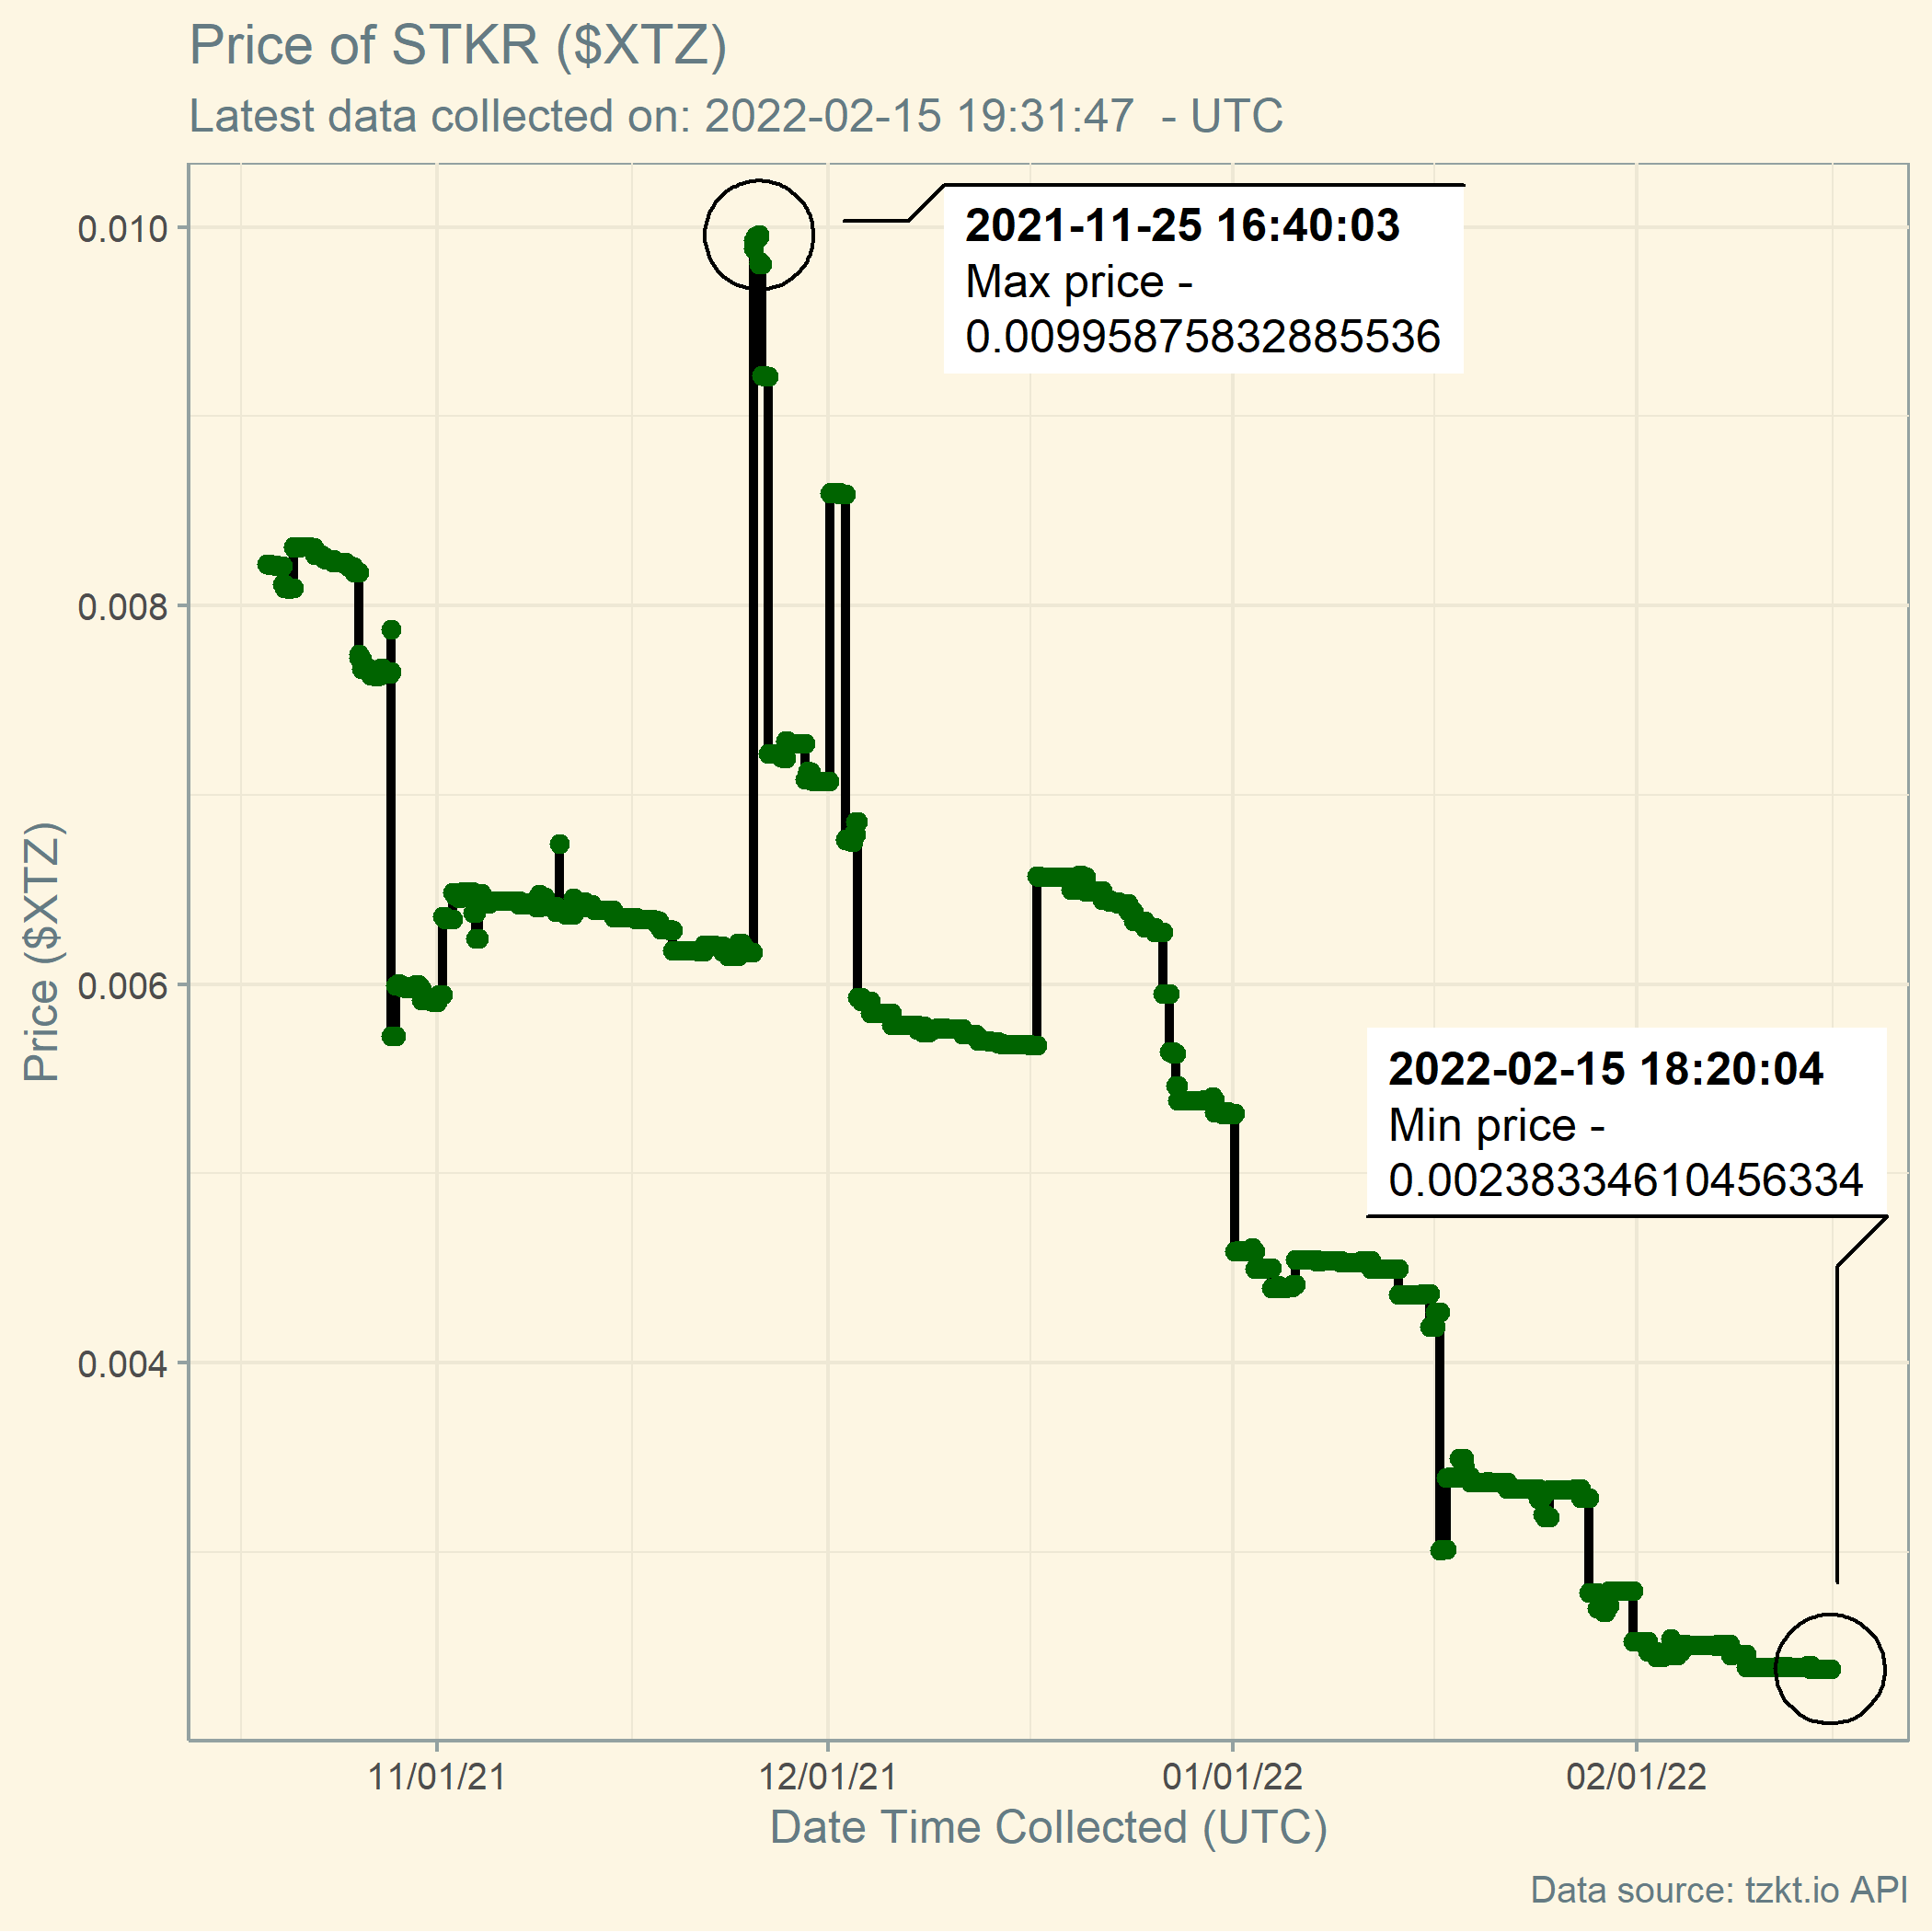 Price of STKR ($XTZ)
Latest data collected on: 2022-02-15 19:31:47  - UTC
2021-11-25 16:40:03
Max price -
0.00995875832885536
2022-02-15 18:20:04
Min price -
0.00238334610456334
Price ($XTZ)
0.010
0.008
0.006
0.004
11/01/21
12/01/21
01/01/22
02/01/22
Date Time Collected (UTC)
Data source: tzkt.io API